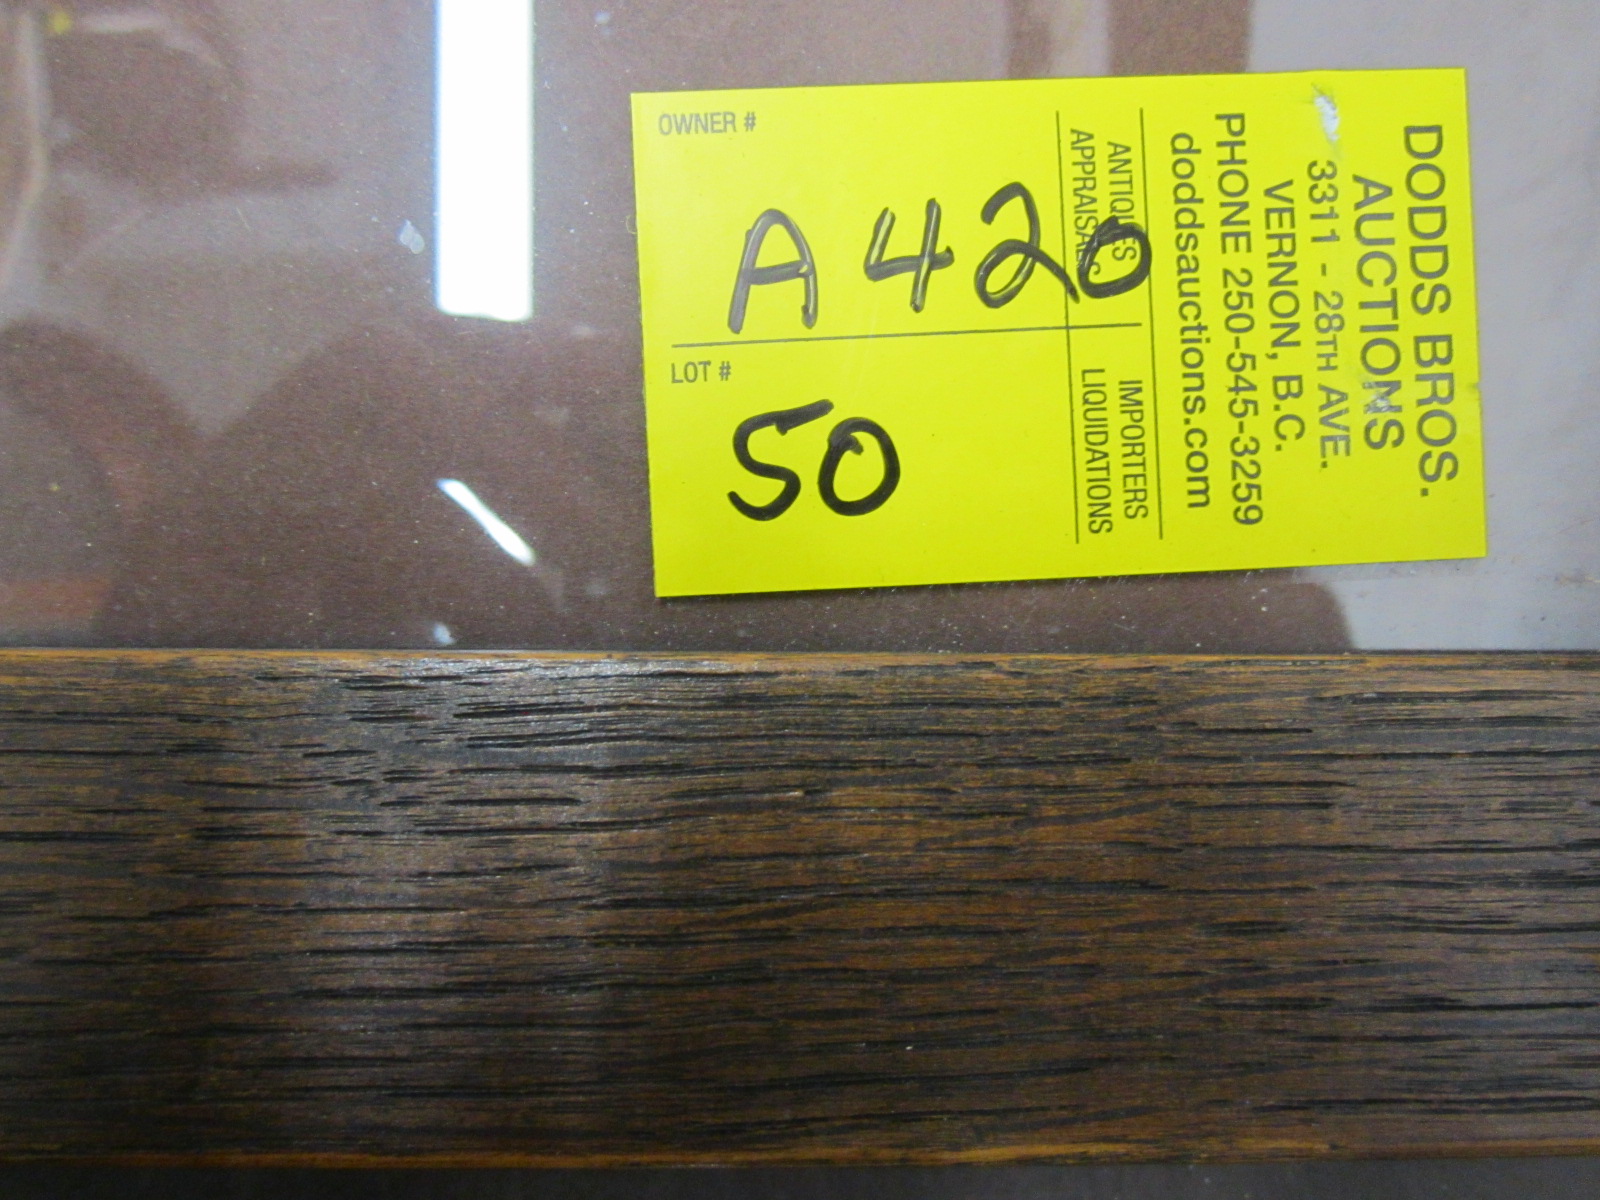 OWNER #
A 420
LOT #
50
ANTIQUES
APPRAISALS
IMPORTERS
LIQUIDATIONS
DODDS BROS.
AUCTIONS
3311 - 28TH AVE.
VERNON, B.C.
PHONE 250-545-3259
doddsauctions.com